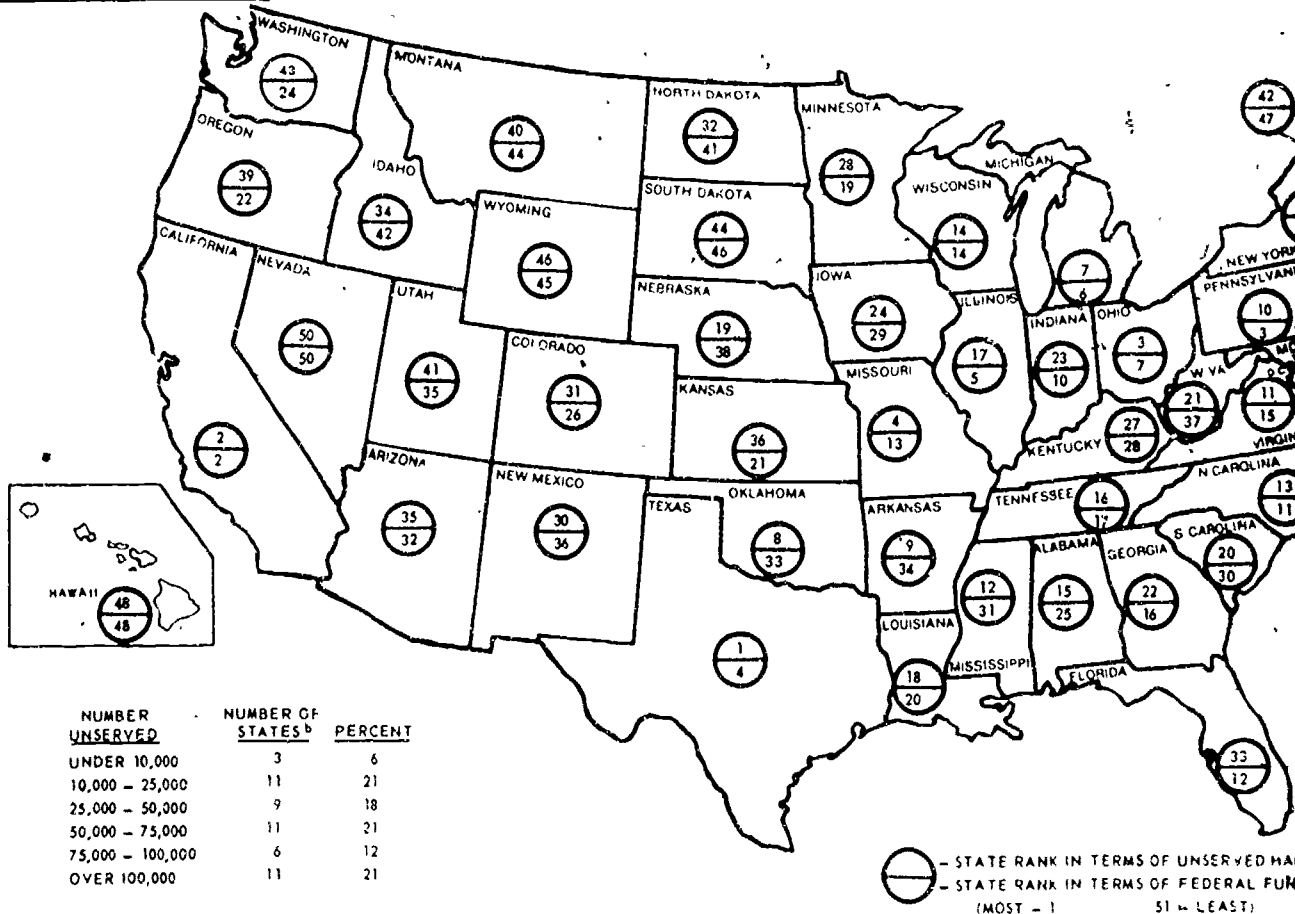 WASHINGTON
43
24
MONTANA
40
44
NORTH DAKOTA
32
41
MINNESOTA
28
19
42
47
OREGON
39
22
IDAHO
34
42
MICHIGAN
7
6
WISCONSIN
14
14
SOUTH DAKOTA
44
46
WYOMING
46
45
CALIFORNIA
2
2
NEVADA
50
50
UTAH
41
35
NEBRASKA
19
38
IOWA
24
29
ILLINOIS
17
5
INDIANA
23
10
OHIO
3
7
NEW YORK
PENNSYLVANI
10
3
COLORADO
31
26
KANSAS
36
21
MISSOURI
4
13
KENTUCKY
27
28
W VA
21
37
11
15
VIRGIN
N CAROLINA
13
11
ARIZONA
35
32
NEW MEXICO
30
36
TEXAS
1
4
OKLAHOMA
8
33
ARKANSAS
9
34
TENNESSEE
16
17
S CAROLINA
20
30
ALABAMA
15
25
GEORGIA
22
16
MISSISSIPPI
12
31
LOUISIANA
18
20
FLORIDA
33
12
HAWAII
48
48
NUMBER UNSERVED NUMBER OF STATES b PERCENT
UNDER 10,000 3 6
10,000 – 25,000 11 21
25,000 – 50,000 9 18
50,000 – 75,000 11 21
75,000 – 100,000 6 12
OVER 100,000 11 21
– STATE RANK IN TERMS OF UNSERVED HA
– STATE RANK IN TERMS OF FEDERAL FUN
(MOST – 1 51 – LEAST)